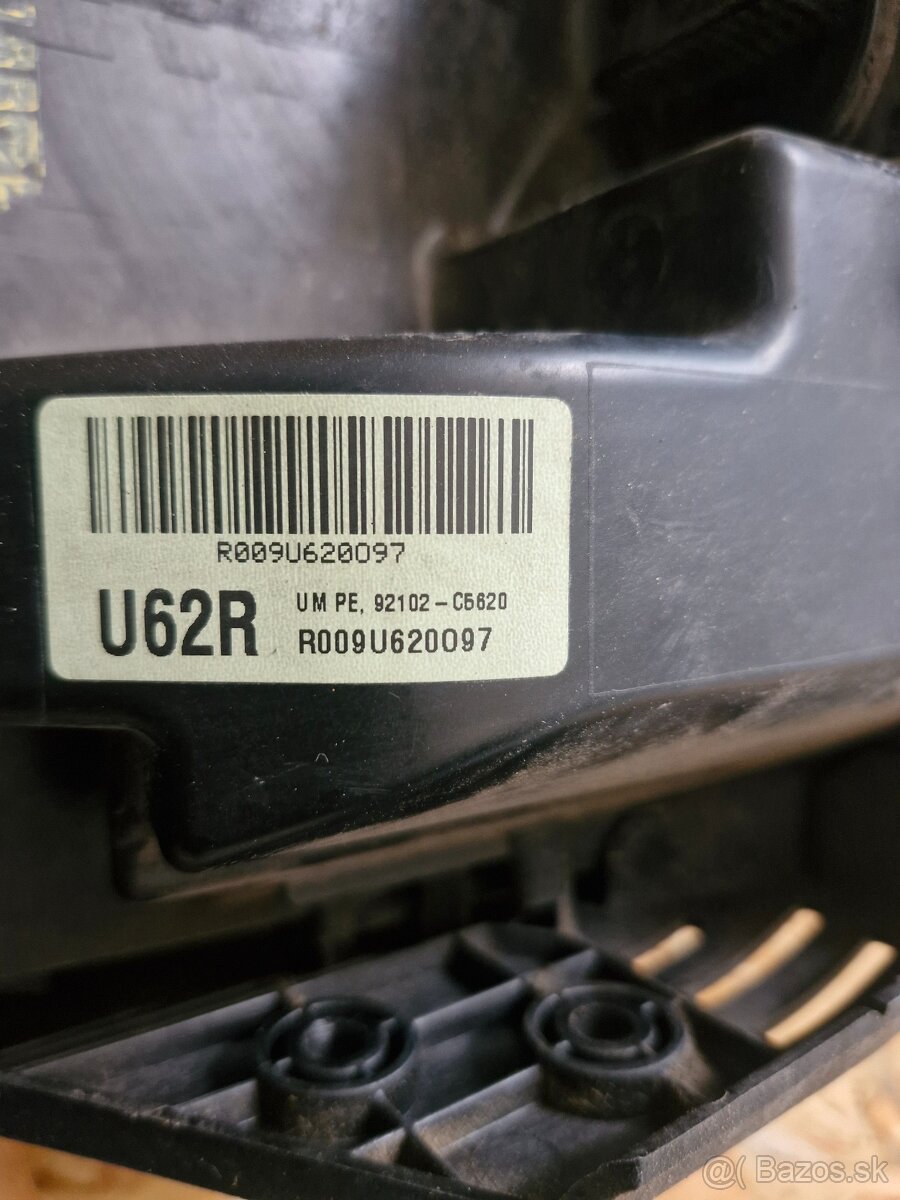 R009U620097
U62R
UM PE, 92102-C5620
R009U620097
@( Bazos.sk